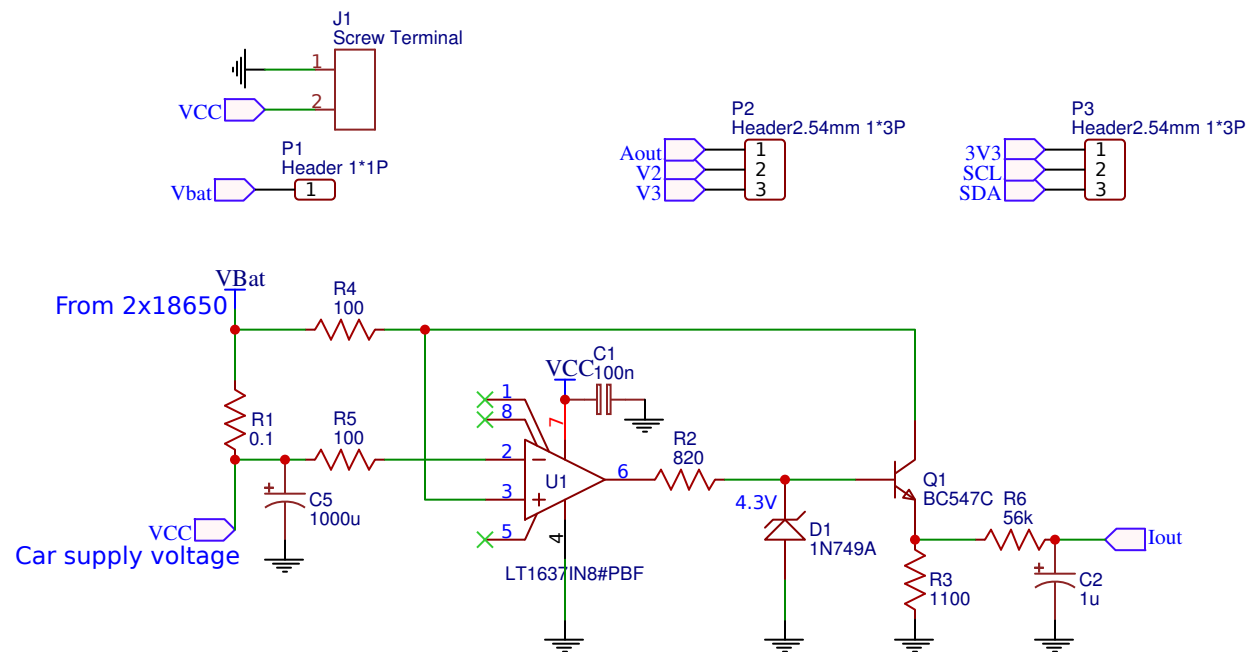 J1
Screw Terminal
1
VCC
2
P1
Header 1*1P
Vbat
1
P2
Header2.54mm 1*3P
Aout
1
V2
2
V3
3
P3
Header2.54mm 1*3P
3V3
1
SCL
2
SDA
3
VBat
From 2x18650
R4
100
C1
VCC
100n
1
8
7
R1
0.1
R5
100
2
3
U1
6
R2
820
4.3V
Q1
BC547C
R6
56k
C5
1000u
VCC
Car supply voltage
5
4
LT1637IN8#PBF
D1
1N749A
Iout
R3
1100
C2
1u